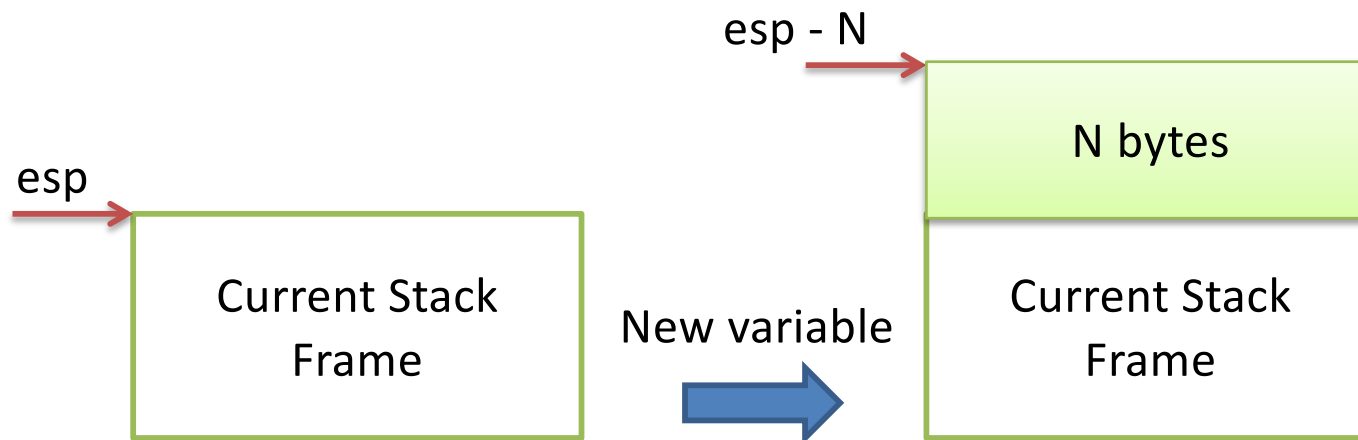 esp
Current Stack
Frame
New variable
esp - N
N bytes
Current Stack
Frame